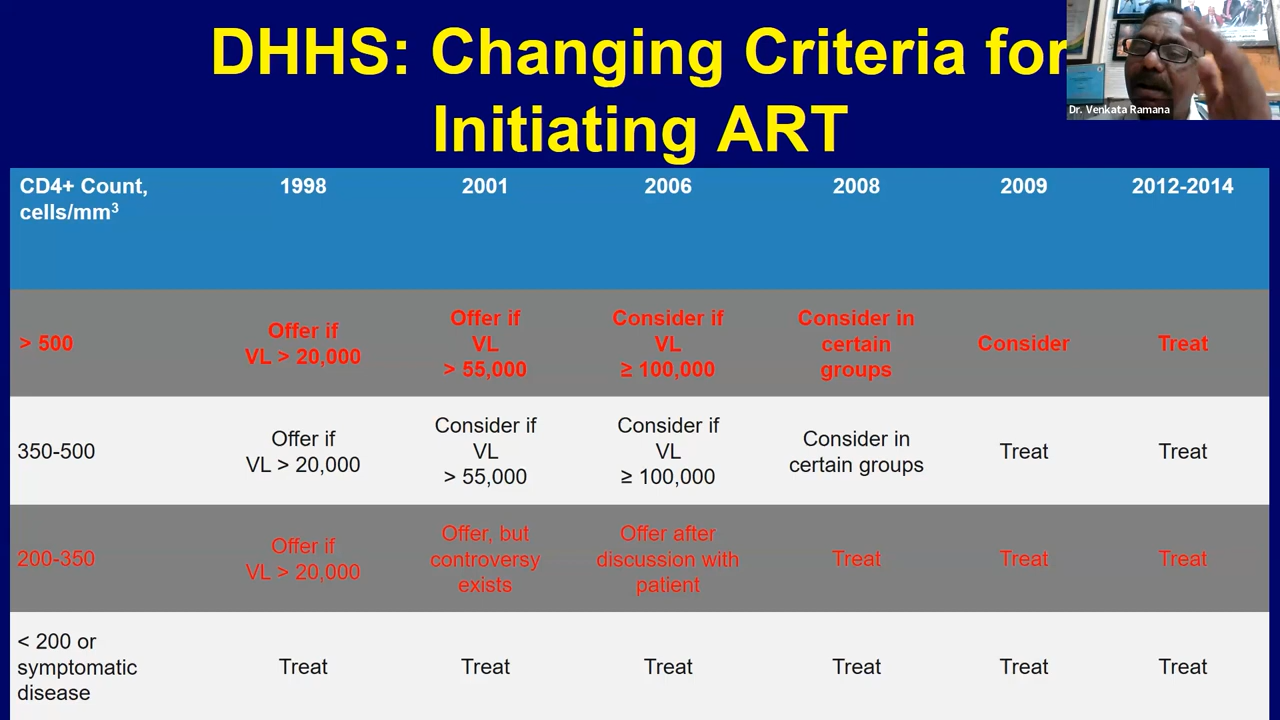 DHHS: Changing Criteria for
Initiating ART
Dr. Venkata Ramana
CD4+ Count, cells/mm³ 1998 2001 2006 2008 2009 2012-2014
> 500 Offer if VL > 20,000 Offer if VL > 55,000 Consider if VL ≥ 100,000 Consider in certain groups Consider Treat
350-500 Offer if VL > 20,000 Consider if VL > 55,000 Consider if VL ≥ 100,000 Consider in certain groups Treat Treat
200-350 Offer if VL > 20,000 Offer, but controversy exists Offer after discussion with patient Treat Treat Treat
< 200 or symptomatic disease Treat Treat Treat Treat Treat Treat